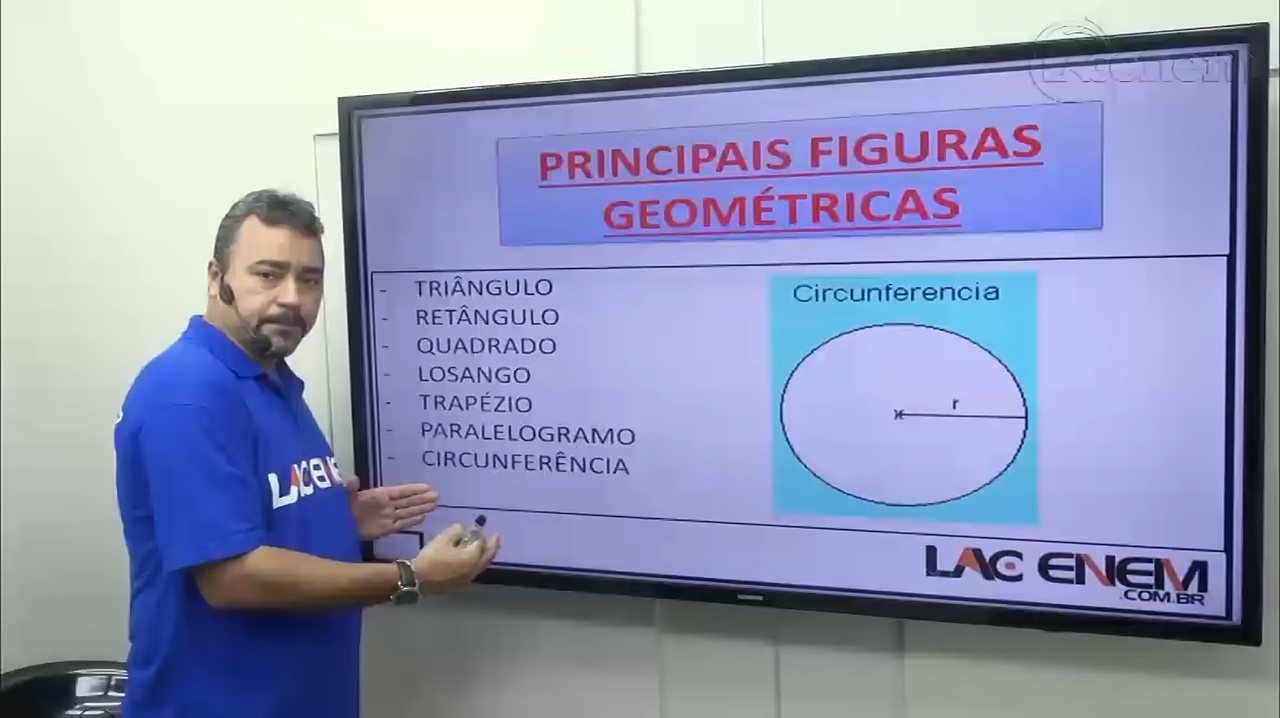 PRINCIPAIS FIGURAS
GEOMÉTRICAS
- TRIÂNGULO
- RETÂNGULO
- QUADRADO
- LOSANGO
- TRAPÉZIO
- PARALELOGRAMO
- CIRCUNFERÊNCIA
Circunferencia
r
LAC ENEM
.COM.BR
LAC ENEM